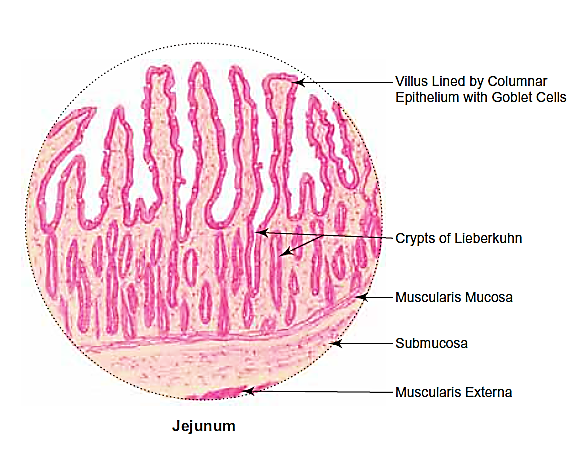 Villus Lined by Columnar
Epithelium with Goblet Cells
Crypts of Lieberkuhn
Muscularis Mucosa
Submucosa
Muscularis Externa
Jejunum